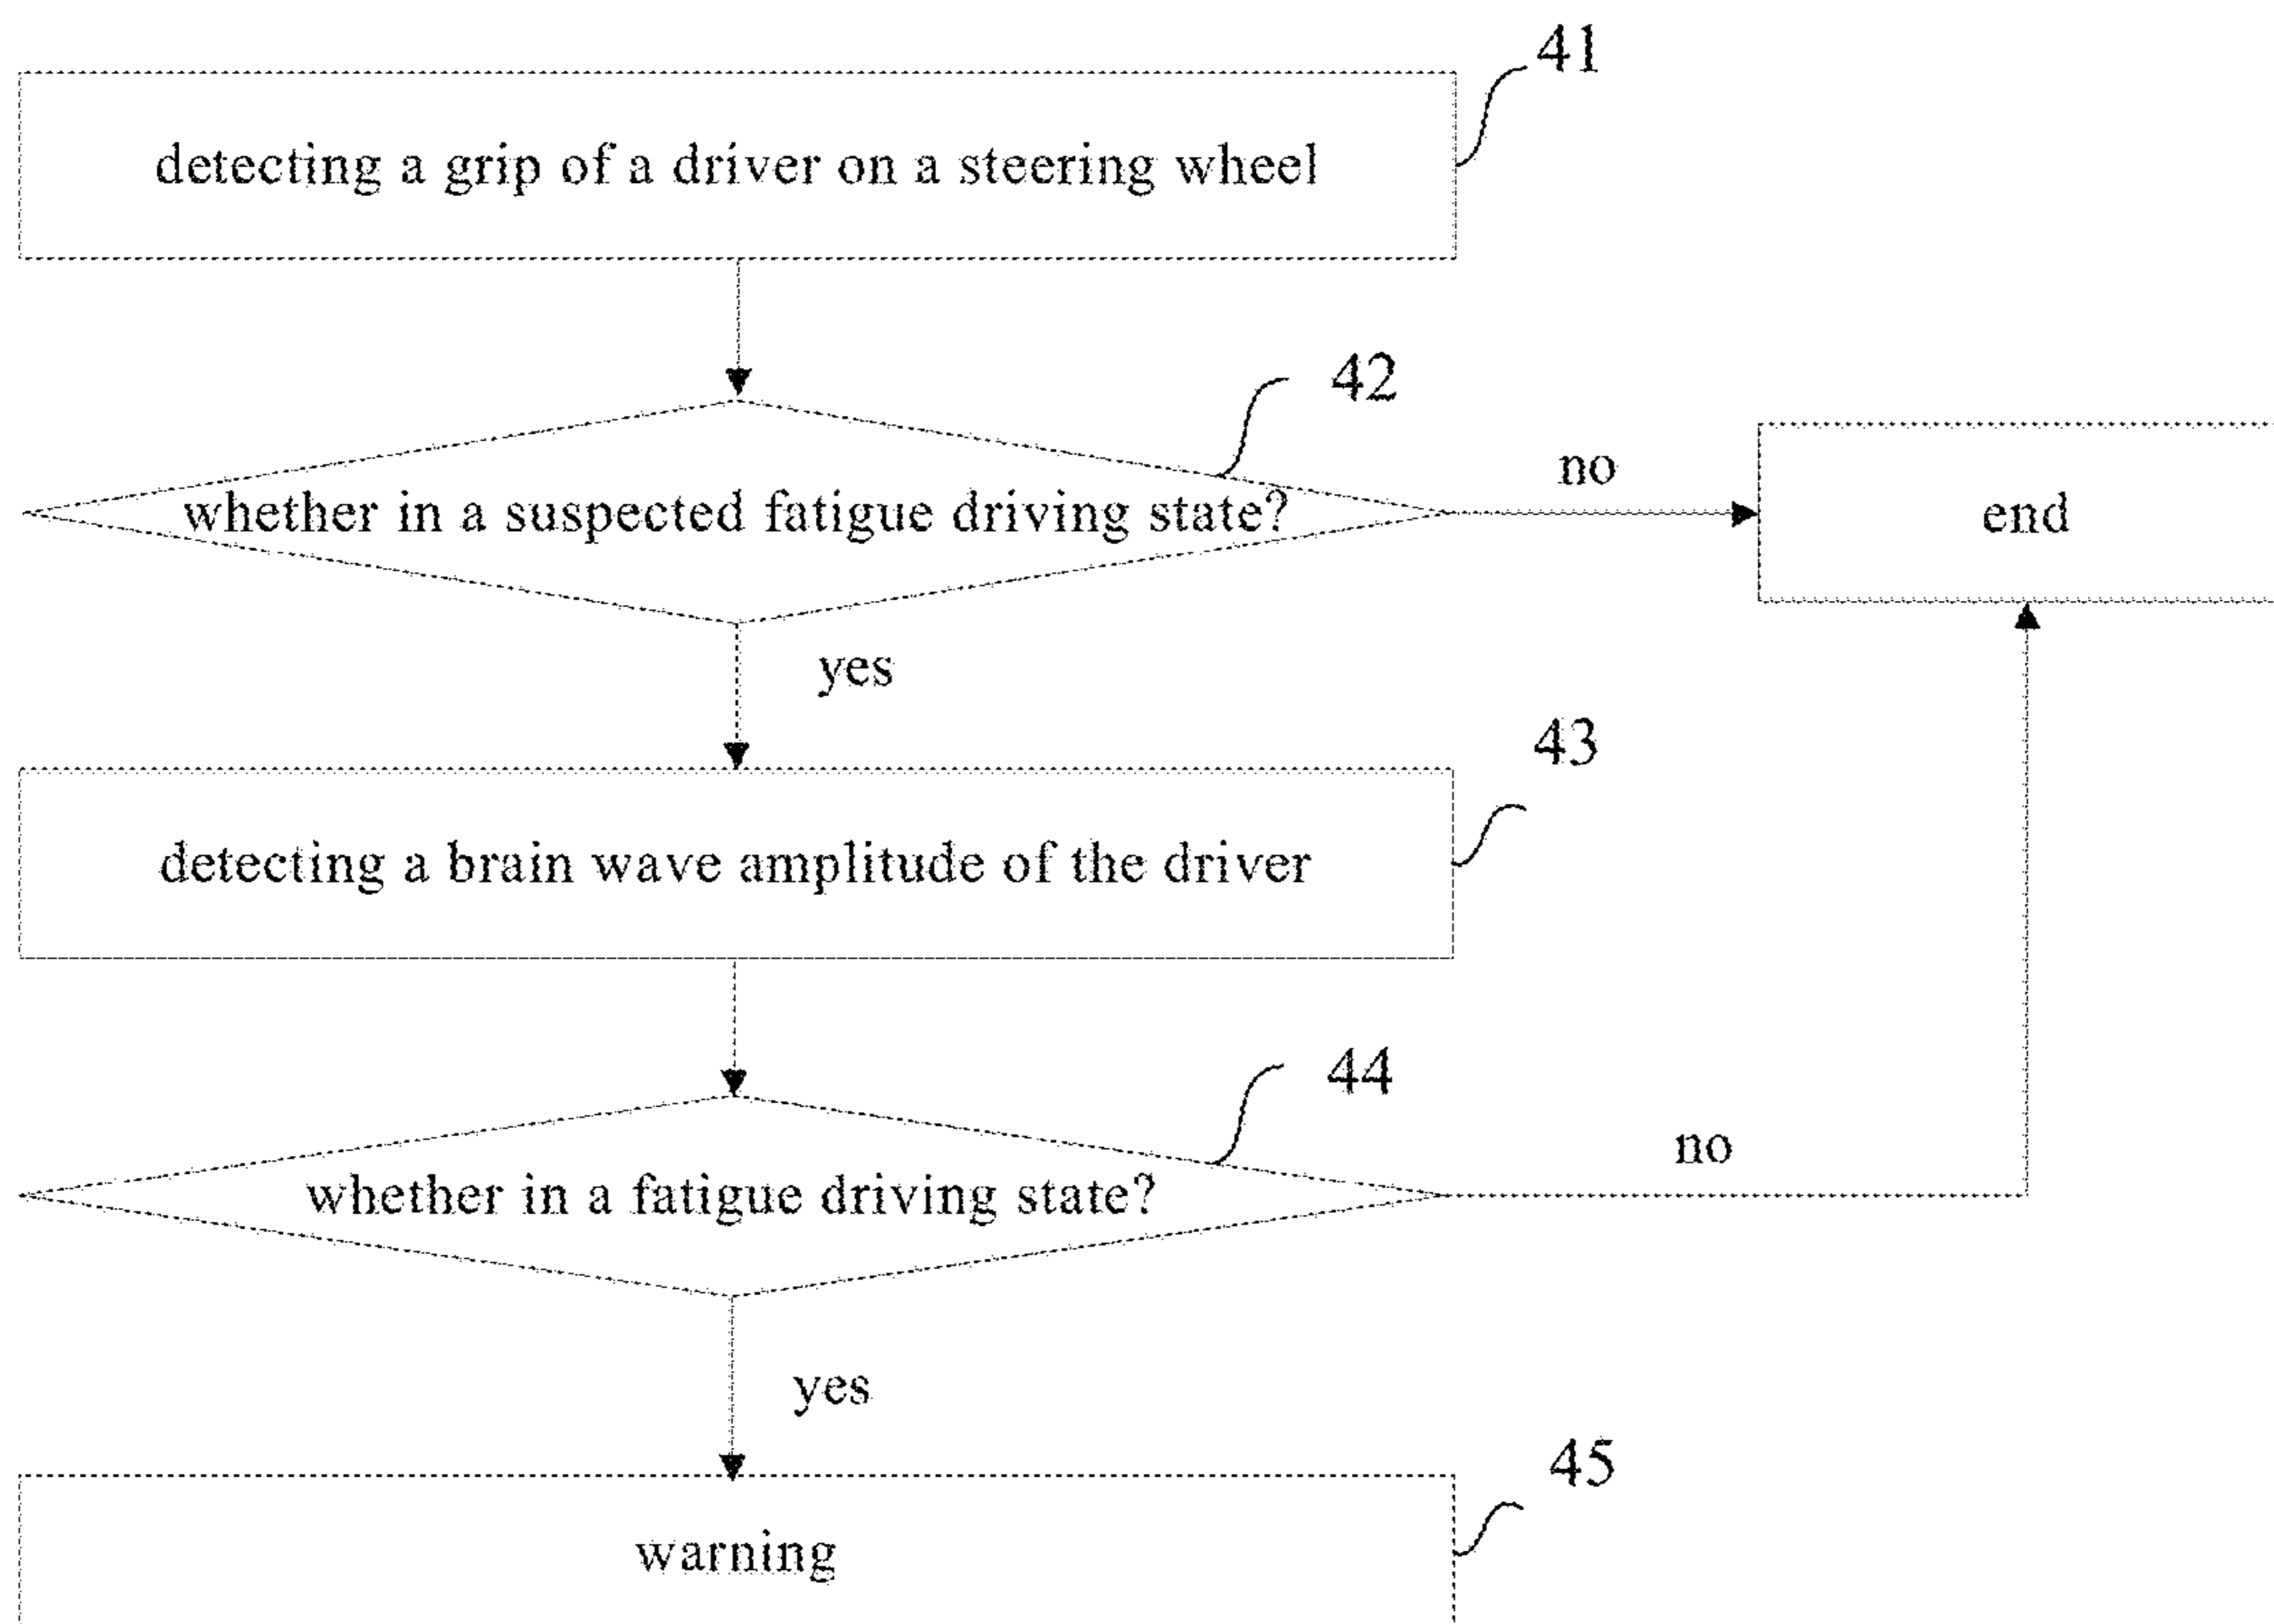 41
detecting a grip of a driver on a steering wheel
42
whether in a suspected fatigue driving state?
no
end
yes
43
detecting a brain wave amplitude of the driver
44
whether in a fatigue driving state?
no
yes
45
warning